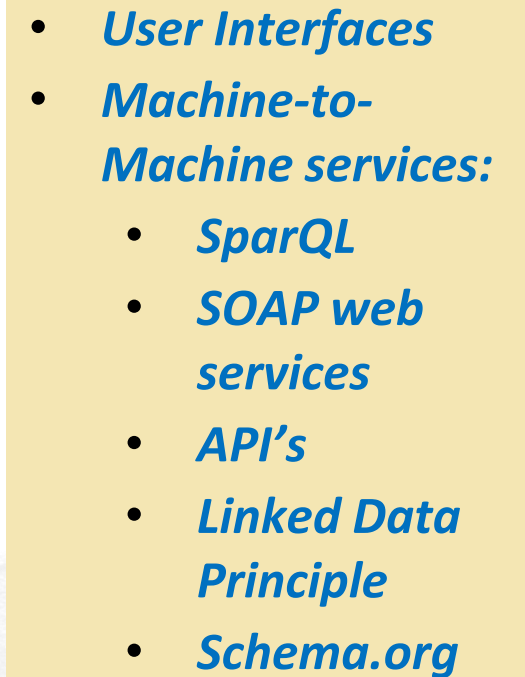 • User Interfaces
• Machine-to-
Machine services:
• SparQL
• SOAP web
services
• API’s
• Linked Data
Principle
• Schema.org